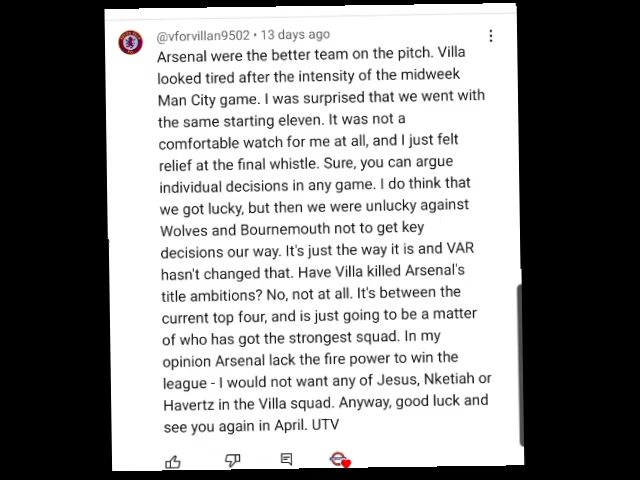 @vforvillan9502 • 13 days ago
Arsenal were the better team on the pitch. Villa
looked tired after the intensity of the midweek
Man City game. I was surprised that we went with
the same starting eleven. It was not a
comfortable watch for me at all, and I just felt
relief at the final whistle. Sure, you can argue
individual decisions in any game. I do think that
we got lucky, but then we were unlucky against
Wolves and Bournemouth not to get key
decisions our way. It's just the way it is and VAR
hasn't changed that. Have Villa killed Arsenal's
title ambitions? No, not at all. It's between the
current top four, and is just going to be a matter
of who has got the strongest squad. In my
opinion Arsenal lack the fire power to win the
league - I would not want any of Jesus, Nketiah or
Havertz in the Villa squad. Anyway, good luck and
see you again in April. UTV